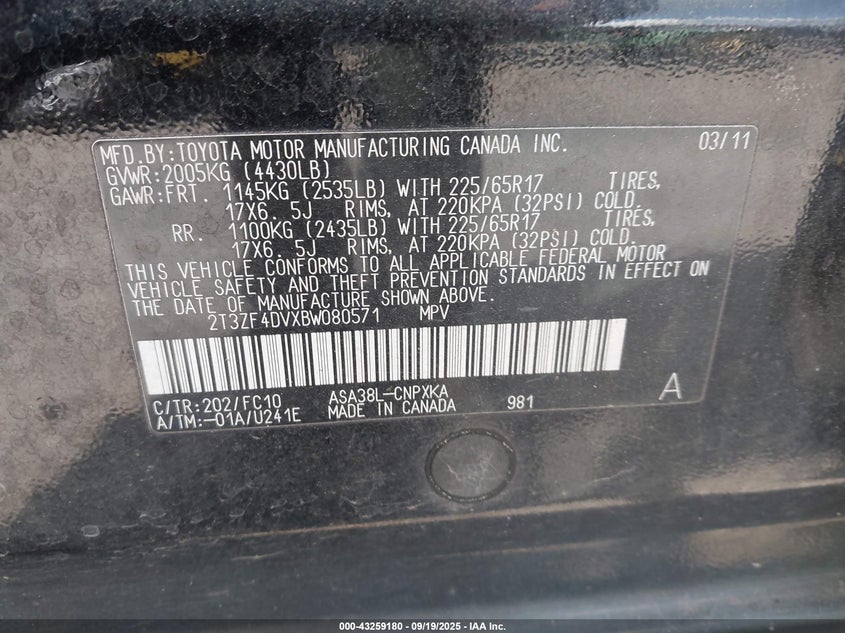 MFD.BY:TOYOTA MOTOR MANUFACTURING CANADA INC. 03/11
GVWR:2005KG (4430LB)
GAWR:FRT. 1145KG (2535LB) WITH 225/65R17 TIRES,
17X6. 5J RIMS, AT 220KPA (32PSI) COLD.
RR. 1100KG (2435LB) WITH 225/65R17 TIRES,
17X6. 5J RIMS, AT 220KPA (32PSI) COLD.
THIS VEHICLE CONFORMS TO ALL APPLICABLE FEDERAL MOTOR
VEHICLE SAFETY AND THEFT PREVENTION STANDARDS IN EFFECT ON
THE DATE OF MANUFACTURE SHOWN ABOVE.
2T3ZF4DVXBW080571 MPV
C/TR:202/FC10 ASA38L-CNPXKA A
A/TM:-01A/U241E MADE IN CANADA 981
000-43259180 - 09/19/2025 - IAA Inc.